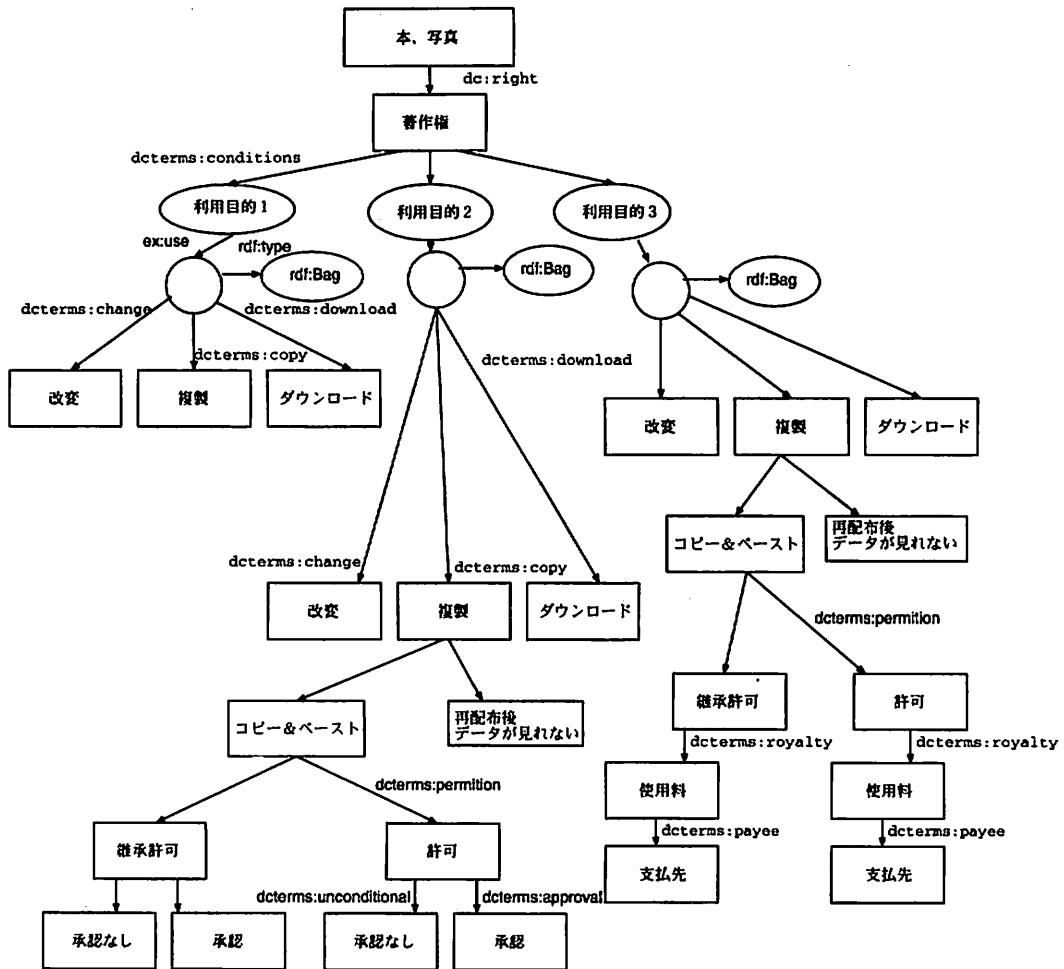 本、写真
dc:right
著作権
dcterms:conditions
利用目的1
利用目的2
利用目的3
ex:use
rdf:type
rdf:Bag
rdf:Bag
rdf:Bag
dcterms:change
dcterms:download
dcterms:copy
改変
複製
ダウンロード
dcterms:download
改変
複製
ダウンロード
コピー&ペースト
再配布後
データが見れない
dcterms:change
dcterms:copy
改変
複製
ダウンロード
dcterms:permition
継承許可
許可
コピー&ペースト
再配布後
データが見れない
dcterms:royalty
dcterms:royalty
dcterms:permition
使用料
使用料
dcterms:payee
dcterms:payee
継承許可
許可
支払先
支払先
dcterms:unconditional
dcterms:approval
承認なし
承認
承認なし
承認